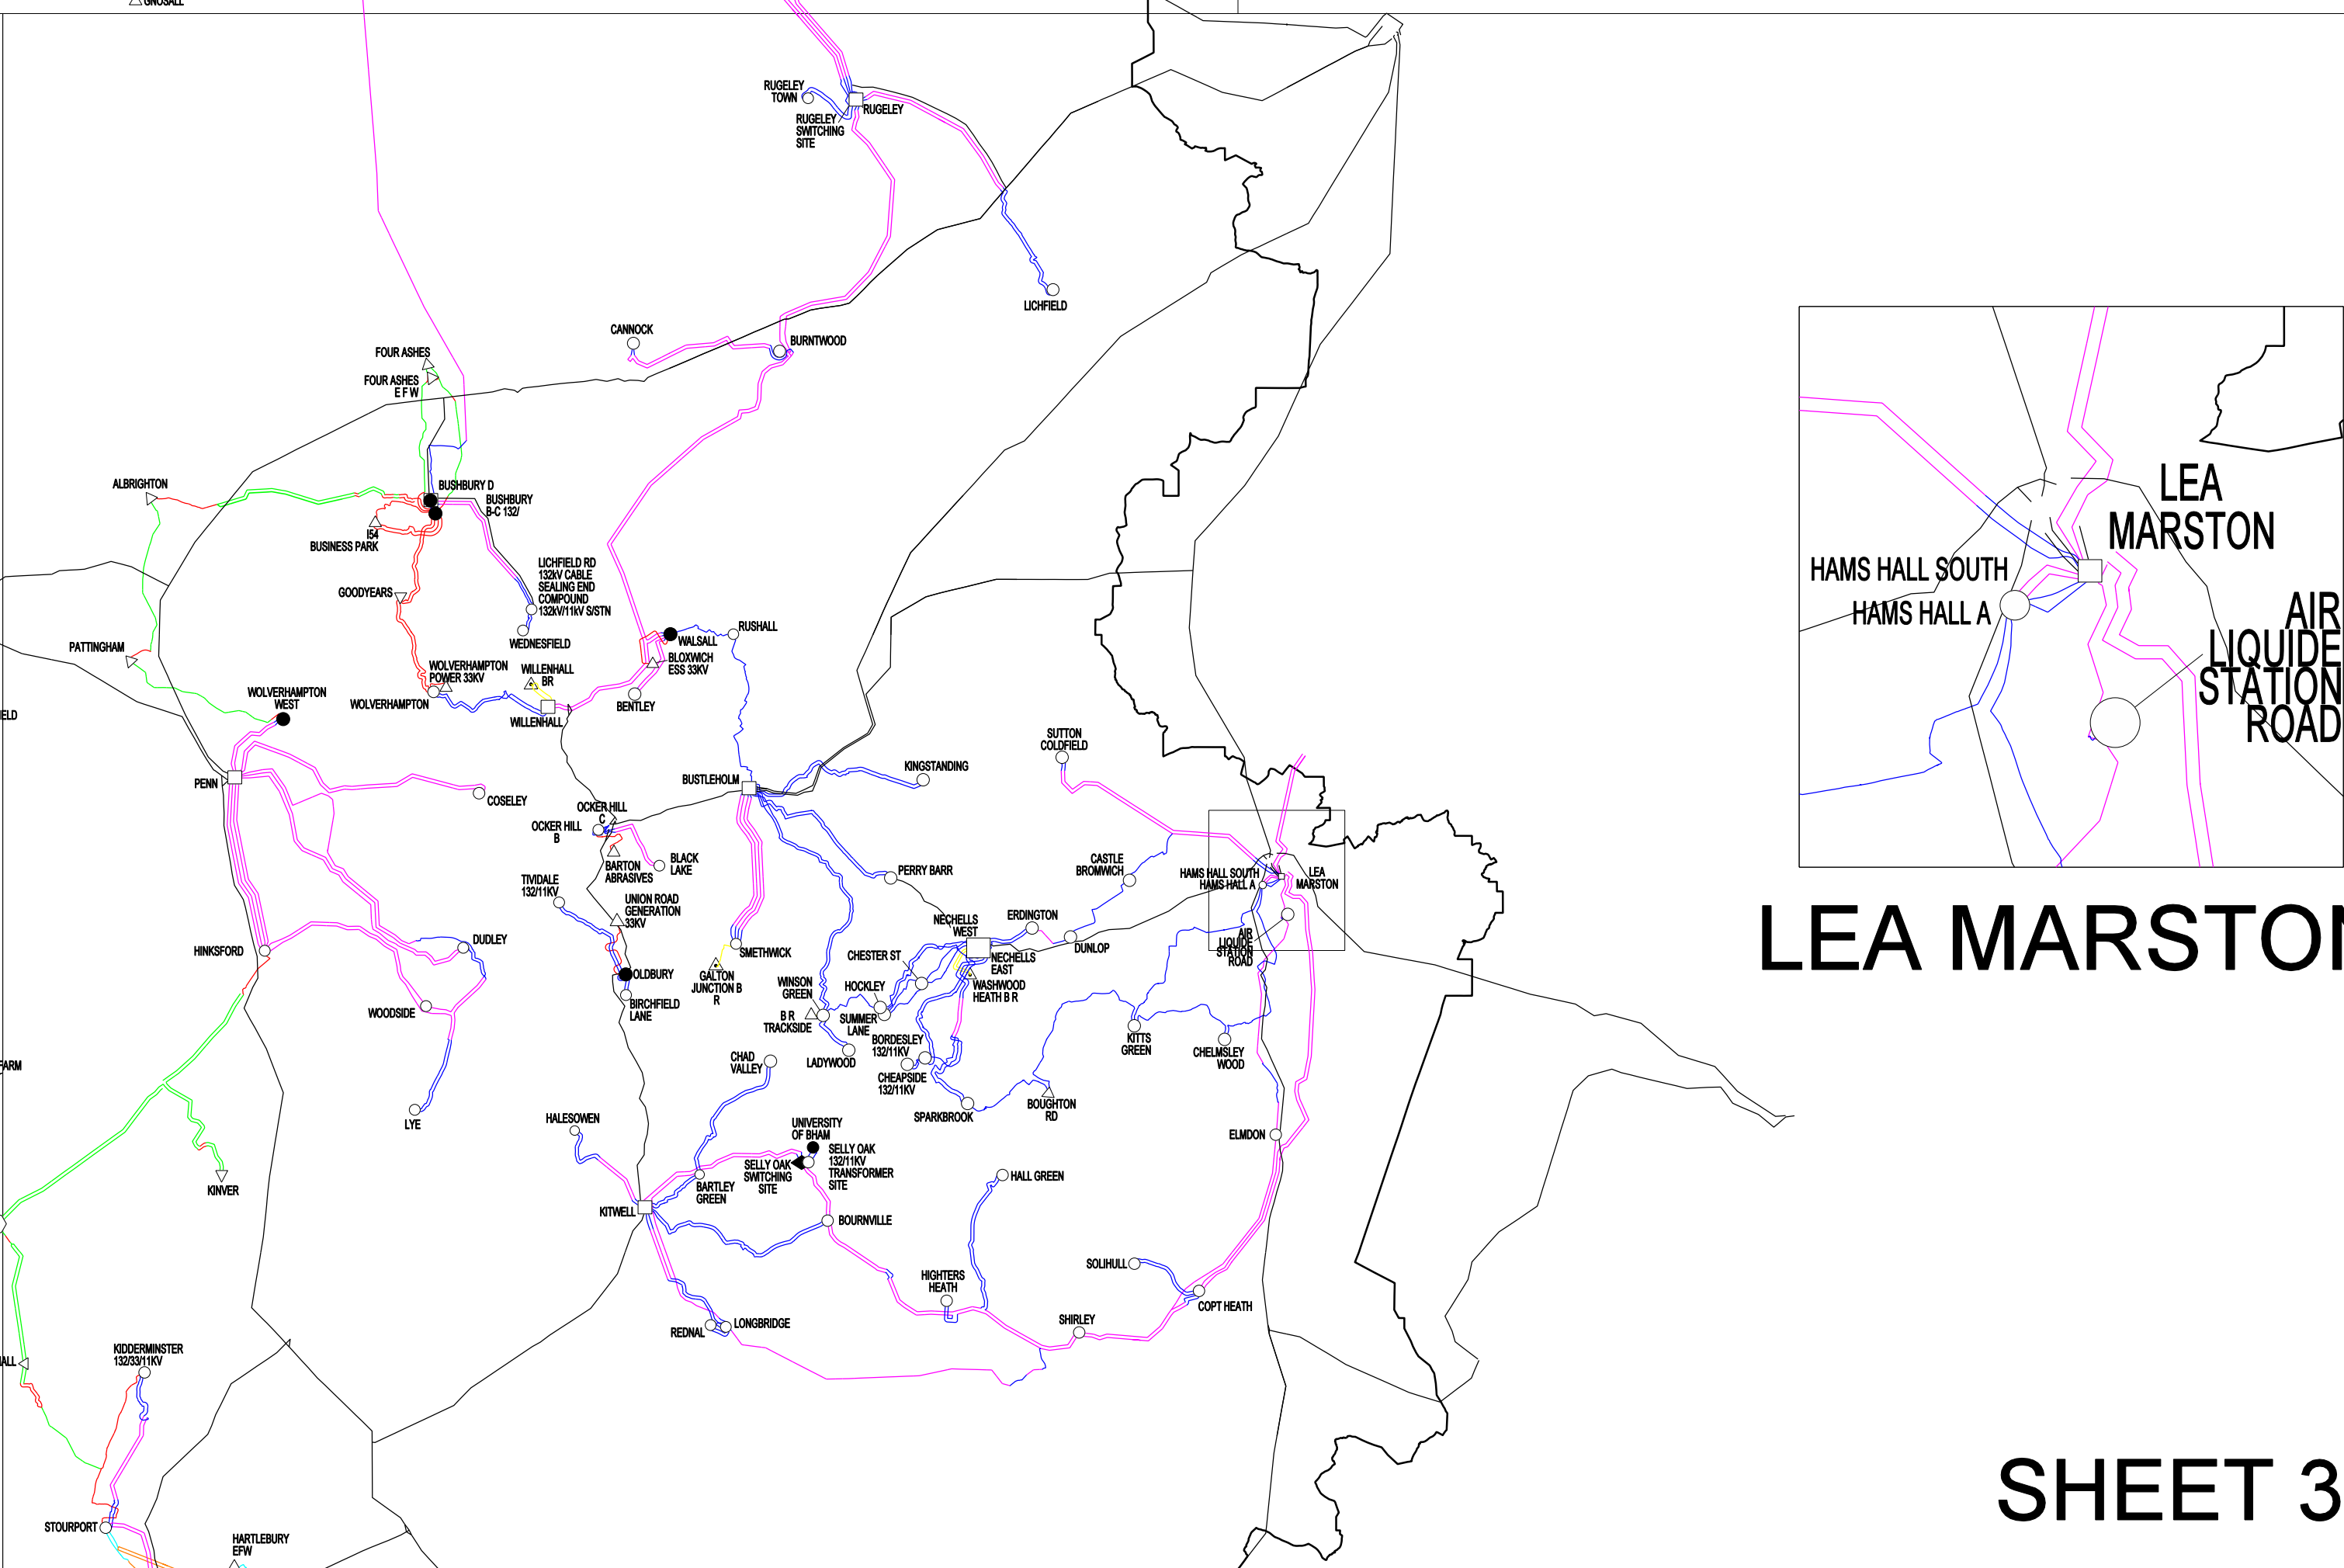 GNOSALL
RUGELEY
TOWN
RUGELEY
RUGELEY
SWITCHING
SITE
LICHFIELD
CANNOCK
BURNTWOOD
FOUR ASHES
FOUR ASHES
E F W
ALBRIGHTON
BUSHBURY D
BUSHBURY
B-C 132/
I54
BUSINESS PARK
LICHFIELD RD
132kV CABLE
SEALING END
COMPOUND
132kV/11kV S/STN
GOODYEARS
WEDNESFIELD
RUSHALL
WALSALL
PATTINGHAM
BLOXWICH
ESS 33KV
WOLVERHAMPTON
POWER 33KV
WILLENHALL
BR
WOLVERHAMPTON
WEST
WOLVERHAMPTON
BENTLEY
WILLENHALL
ELD
SUTTON
COLDFIELD
KINGSTANDING
BUSTLEHOLM
PENN
COSELEY
OCKER HILL
C
OCKER HILL
B
BLACK
LAKE
BARTON
ABRASIVES
PERRY BARR
CASTLE
BROMWICH
HAMS HALL SOUTH
HAMS HALL A
LEA
MARSTON
TIVIDALE
132/11KV
UNION ROAD
GENERATION
33KV
NECHELLS
WEST
ERDINGTON
DUNLOP
AIR
LIQUIDE
STATION
ROAD
HINKSFORD
DUDLEY
SMETHWICK
CHESTER ST
NECHELLS
EAST
OLDBURY
GALTON
JUNCTION B
R
WINSON
GREEN
HOCKLEY
WASHWOOD
HEATH B R
WOODSIDE
BIRCHFIELD
LANE
B R
TRACKSIDE
SUMMER
LANE
BORDESLEY
132/11KV
KITTS
GREEN
CHELMSLEY
WOOD
FARM
CHAD
VALLEY
LADYWOOD
CHEAPSIDE
132/11KV
SPARKBROOK
BOUGHTON
RD
LYE
HALESOWEN
UNIVERSITY
OF BHAM
SELLY OAK
132/11KV
TRANSFORMER
SITE
SELLY OAK
SWITCHING
SITE
ELMDON
KINVER
BARTLEY
GREEN
HALL GREEN
KITWELL
BOURNVILLE
SOLIHULL
HIGHTERS
HEATH
COPT HEATH
SHIRLEY
REDNAL
LONGBRIDGE
KIDDERMINSTER
132/33/11KV
ALL
STOURPORT
HARTLEBURY
EFW
LEA
MARSTON
HAMS HALL SOUTH
HAMS HALL A
AIR
LIQUIDE
STATION
ROAD
LEA MARSTON
SHEET 3